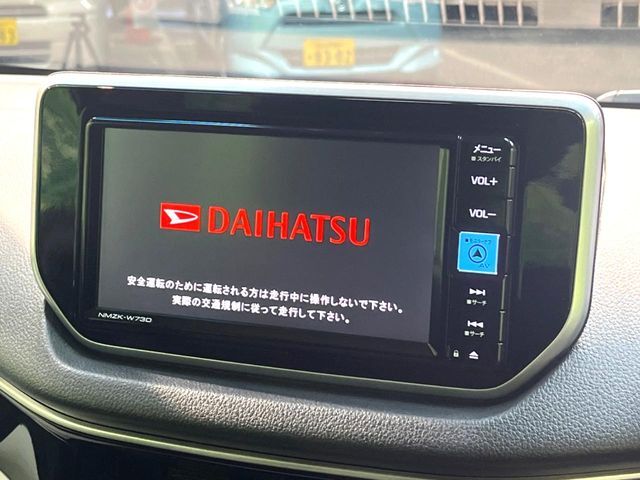 メニュー
スタンバイ
VOL+
VOL−
DAIHATSU
AV
安全運転のために運転される方は走行中に操作しないで下さい。
サーチ
実際の交通規制に従って走行して下さい。
NMZK-W73D
サーチ